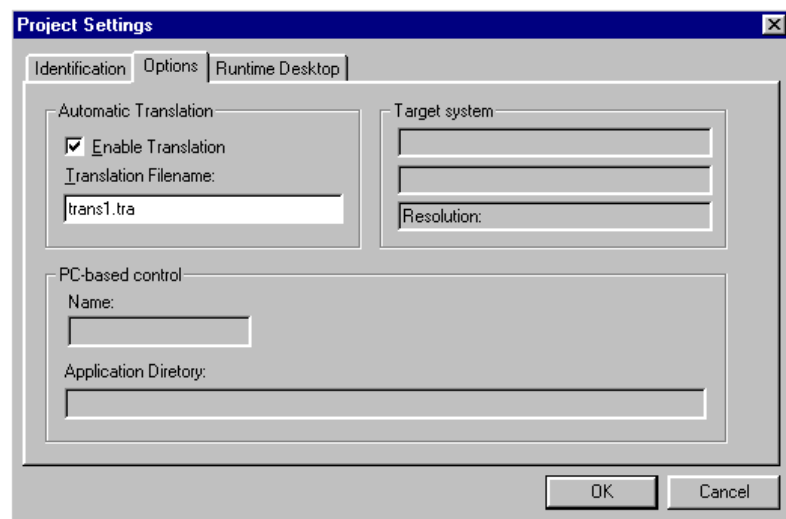 Project Settings
Identification Options Runtime Desktop
Automatic Translation
Enable Translation
Translation Filename:
trans1.tra
Target system
Resolution:
PC-based control
Name:
Application Diretory:
OK Cancel